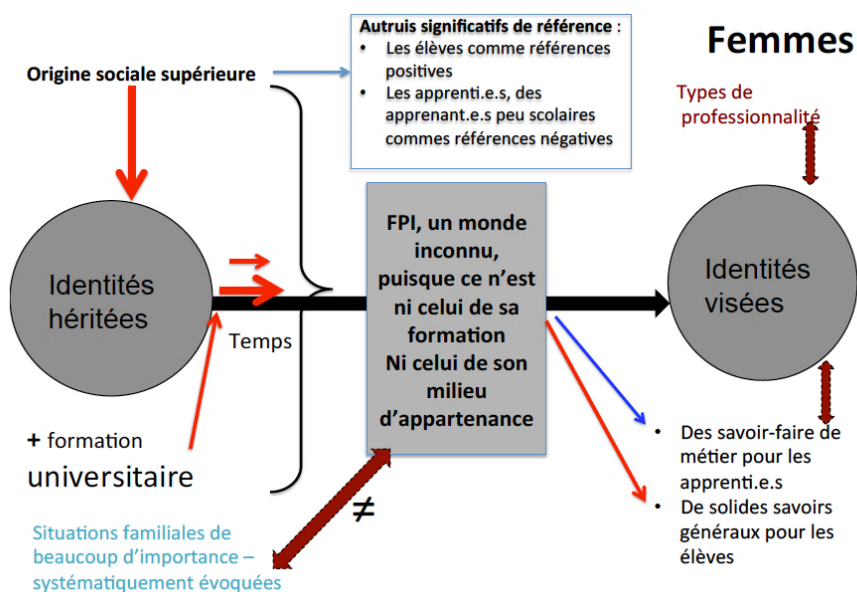 Femmes
Autruis significatifs de référence :
• Les élèves comme références
positives
• Les apprenti.e.s, des
apprenant.e.s peu scolaires
commes références négatives
Origine sociale supérieure
Types de
professionnalité
Identités
héritées
Temps
FPI, un monde
inconnu,
puisque ce n’est
ni celui de sa
formation
Ni celui de son
milieu
d’appartenance
Identités
visées
+ formation
universitaire
≠
• Des savoir-faire de
métier pour les
apprenti.e.s
• De solides savoirs
généraux pour les
élèves
Situations familiales de
beaucoup d’importance –
systématiquement évoquées